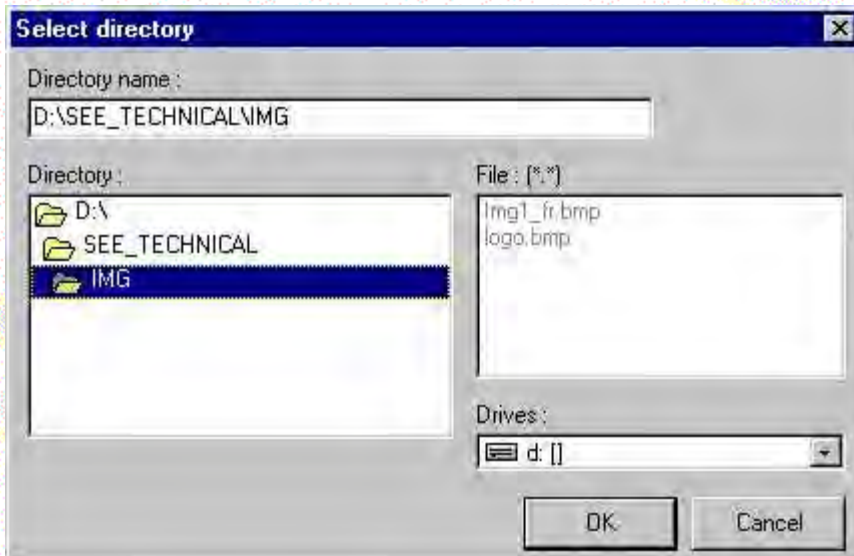 Select directory
Directory name :
D:\SEE_TECHNICAL\IMG
Directory :
D:\
SEE_TECHNICAL
IMG
File : (*.*)
Img1_fr.bmp
logo.bmp
Drives :
d: []
OK
Cancel